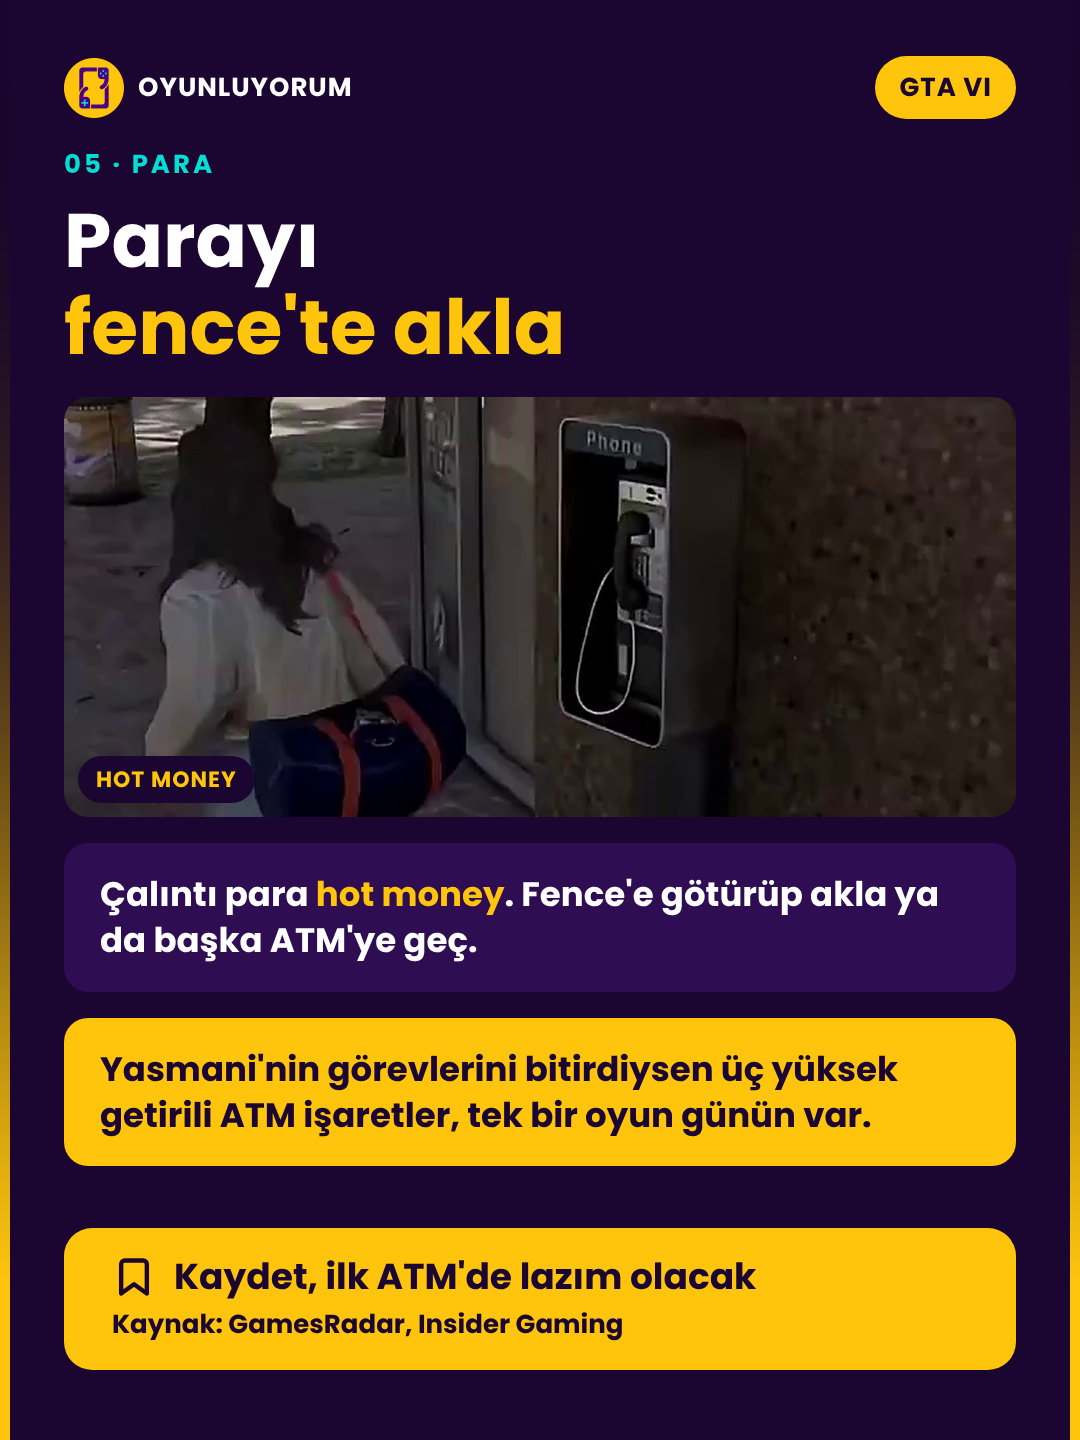 OYUNLUYORUM
GTA VI
05 · PARA
Parayı
fence'te akla
Phone
HOT MONEY
Çalıntı para hot money. Fence'e götürüp akla ya
da başka ATM'ye geç.
Yasmani'nin görevlerini bitirdiysen üç yüksek
getirili ATM işaretler, tek bir oyun günün var.
Kaydet, ilk ATM'de lazım olacak
Kaynak: GamesRadar, Insider Gaming